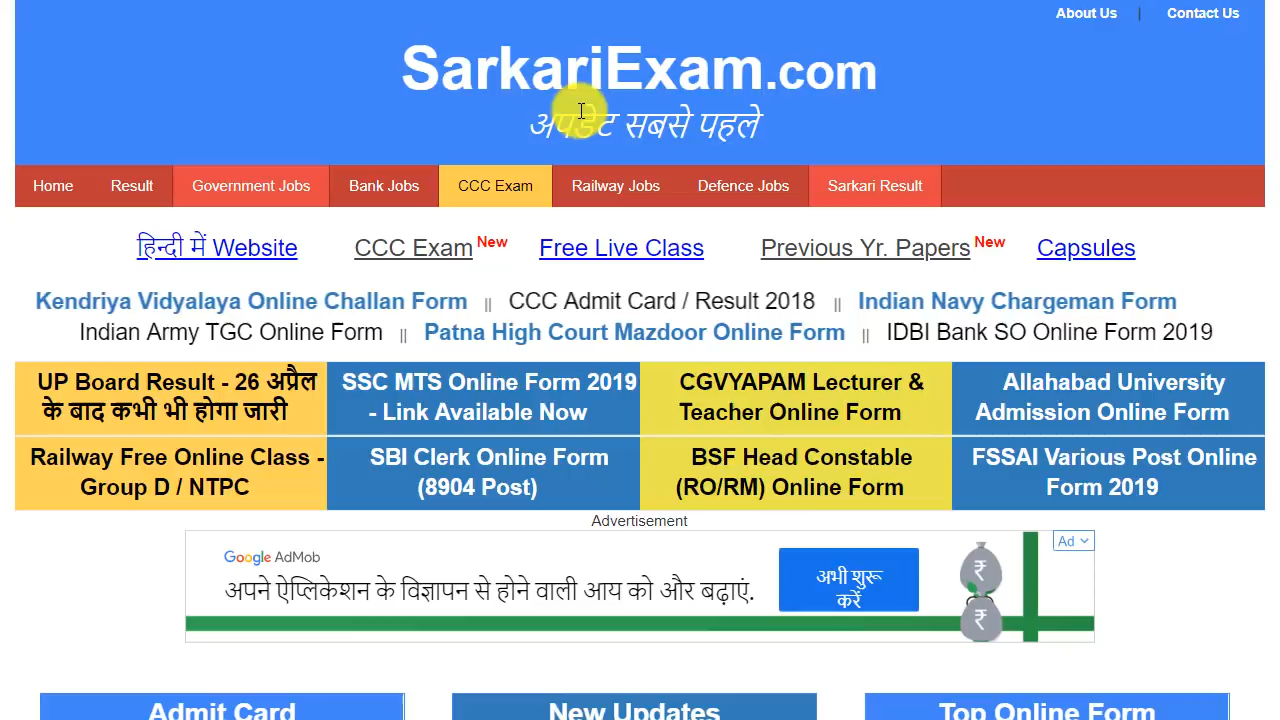 About Us | Contact Us
SarkariExam.com
अपडेट सबसे पहले
Home Result Government Jobs Bank Jobs CCC Exam Railway Jobs Defence Jobs Sarkari Result
हिन्दी में Website CCC Exam New Free Live Class Previous Yr. Papers New Capsules
Kendriya Vidyalaya Online Challan Form || CCC Admit Card / Result 2018 || Indian Navy Chargeman Form
Indian Army TGC Online Form || Patna High Court Mazdoor Online Form || IDBI Bank SO Online Form 2019
UP Board Result - 26 अप्रैल
के बाद कभी भी होगा जारी
SSC MTS Online Form 2019
- Link Available Now
CGVYAPAM Lecturer &
Teacher Online Form
Allahabad University
Admission Online Form
Railway Free Online Class -
Group D / NTPC
SBI Clerk Online Form
(8904 Post)
BSF Head Constable
(RO/RM) Online Form
FSSAI Various Post Online
Form 2019
Advertisement
Google AdMob
अपने ऐप्लिकेशन के विज्ञापन से होने वाली आय को और बढ़ाएं.
अभी शुरू
करें
Ad
₹
₹
Admit Card New Updates Top Online Form